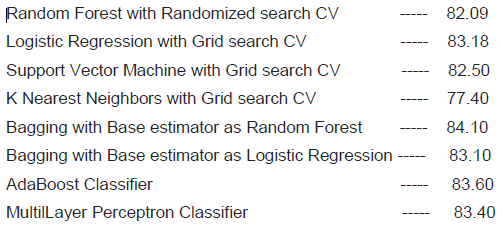 Random Forest with Randomized search CV ----- 82.09
Logistic Regression with Grid search CV ----- 83.18
Support Vector Machine with Grid search CV ----- 82.50
K Nearest Neighbors with Grid search CV ----- 77.40
Bagging with Base estimator as Random Forest ----- 84.10
Bagging with Base estimator as Logistic Regression ----- 83.10
AdaBoost Classifier ----- 83.60
MultilLayer Perceptron Classifier ----- 83.40